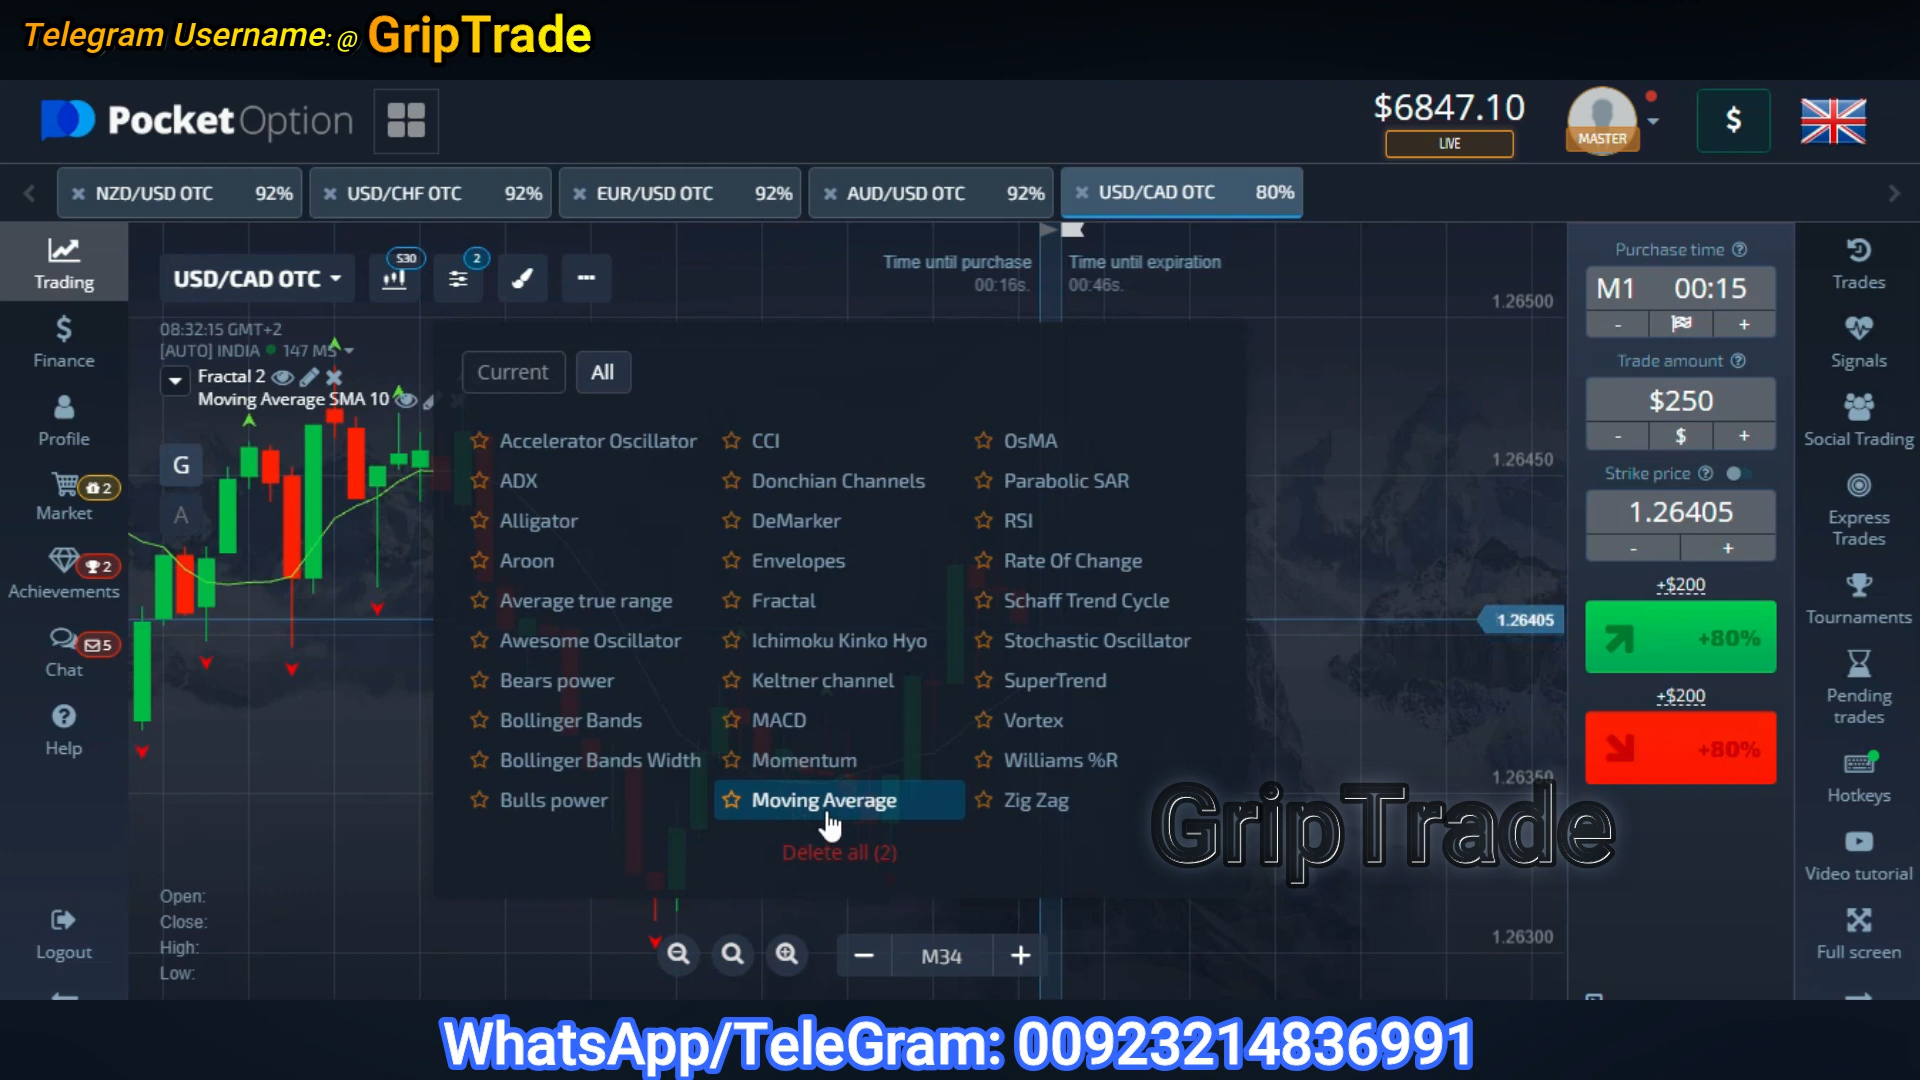 Telegram Username: @ GripTrade
PocketOption
$6847.10
LIVE
MASTER
$
NZD/USD OTC 92%
USD/CHF OTC 92%
EUR/USD OTC 92%
AUD/USD OTC 92%
USD/CAD OTC 80%
Trading
Finance
Profile
Market
2
Achievements
2
Chat
5
Help
Logout
USD/CAD OTC
S30
2
Time until purchase
00:16s.
Time until expiration
00:46s.
08:32:15 GMT+2
[AUTO] INDIA 147 MS
Fractal 2
Moving Average SMA 10
G
A
Current
All
Accelerator Oscillator
ADX
Alligator
Aroon
Average true range
Awesome Oscillator
Bears power
Bollinger Bands
Bollinger Bands Width
Bulls power
CCI
Donchian Channels
DeMarker
Envelopes
Fractal
Ichimoku Kinko Hyo
Keltner channel
MACD
Momentum
Moving Average
OsMA
Parabolic SAR
RSI
Rate Of Change
Schaff Trend Cycle
Stochastic Oscillator
SuperTrend
Vortex
Williams %R
Zig Zag
Delete all (2)
1.26500
1.26450
1.26405
1.26350
1.26300
Open:
Close:
High:
Low:
M34
Purchase time
M1 00:15
- +
Trade amount
$250
- $ +
Strike price
1.26405
- +
+$200
+80%
+$200
+80%
Trades
Signals
Social Trading
Express
Trades
Tournaments
Pending
trades
Hotkeys
Video tutorial
Full screen
GripTrade
WhatsApp/TeleGram: 00923214836991